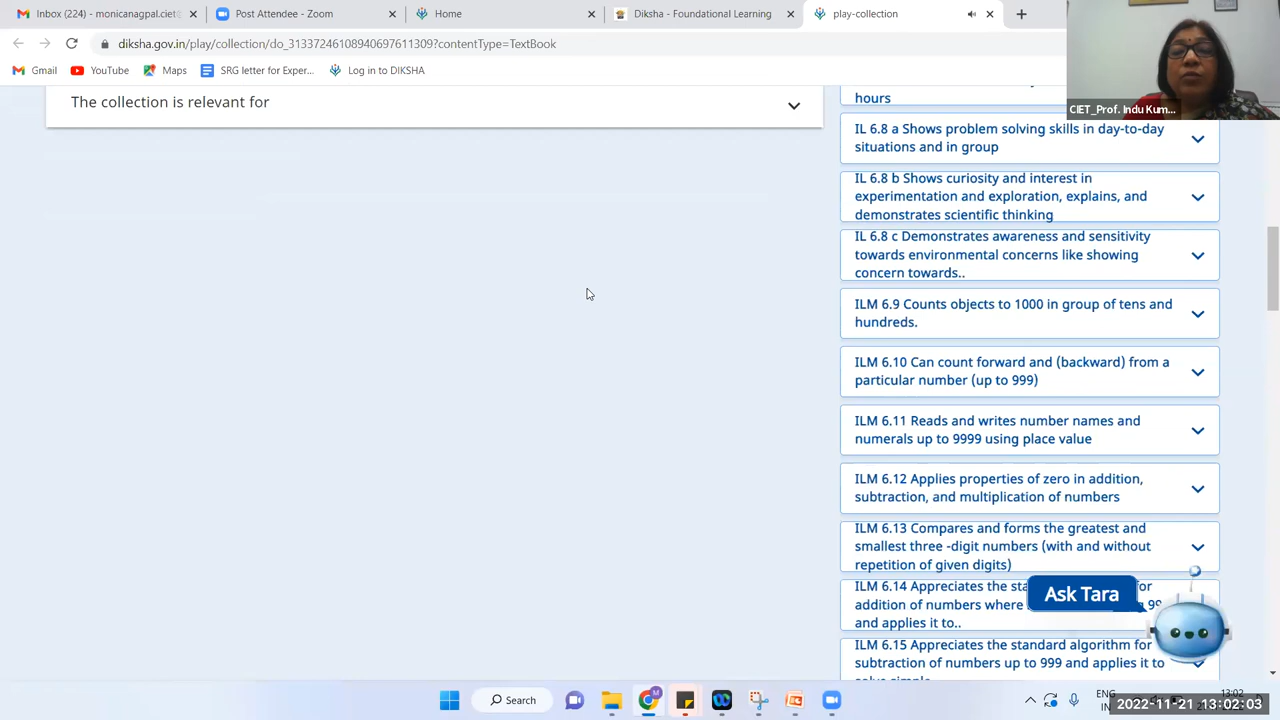 Inbox (224) - monicanagpal.ciet@
Post Attendee - Zoom
Home
Diksha - Foundational Learning
play-collection
diksha.gov.in/play/collection/do_31337246108940697611309?contentType=TextBook
Gmail
YouTube
Maps
SRG letter for Exper...
Log in to DIKSHA
CIET_Prof. Indu Kum...
The collection is relevant for
hours
IL 6.8 a Shows problem solving skills in day-to-day
situations and in group
IL 6.8 b Shows curiosity and interest in
experimentation and exploration, explains, and
demonstrates scientific thinking
IL 6.8 c Demonstrates awareness and sensitivity
towards environmental concerns like showing
concern towards..
ILM 6.9 Counts objects to 1000 in group of tens and
hundreds.
ILM 6.10 Can count forward and (backward) from a
particular number (up to 999)
ILM 6.11 Reads and writes number names and
numerals up to 9999 using place value
ILM 6.12 Applies properties of zero in addition,
subtraction, and multiplication of numbers
ILM 6.13 Compares and forms the greatest and
smallest three -digit numbers (with and without
repetition of given digits)
ILM 6.14 Appreciates the for
addition of numbers where
and applies it to..
Ask Tara
ILM 6.15 Appreciates the standard algorithm for
subtraction of numbers up to 999 and applies it to
Search
ENG
IN
13:02
2022-11-21 13:02:03